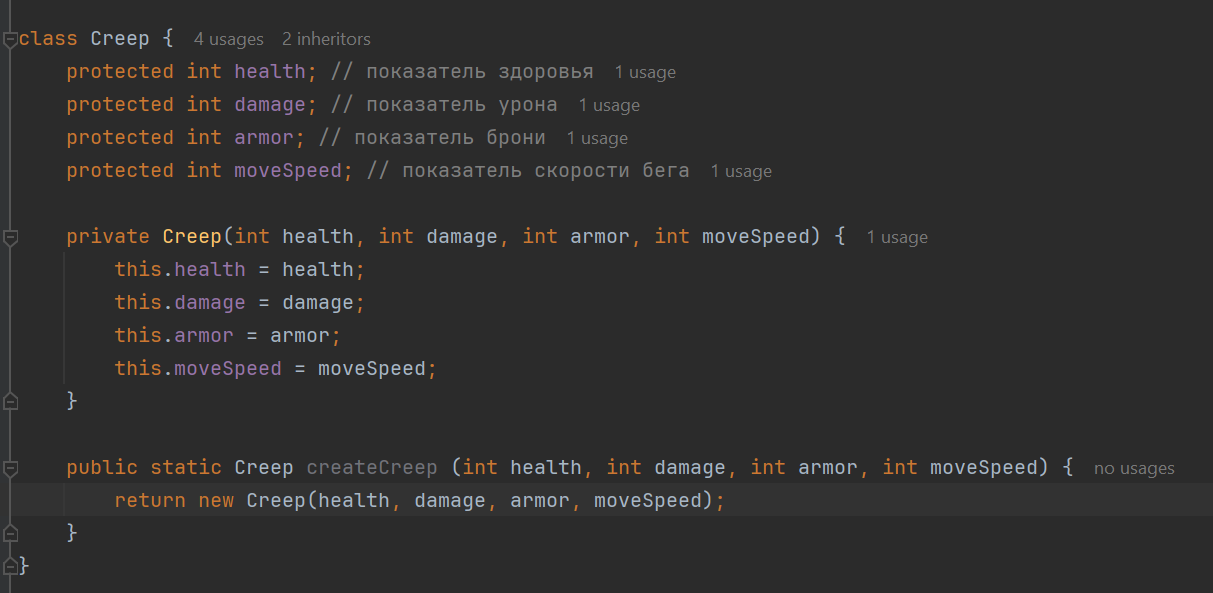 class Creep {  4 usages  2 inheritors
    protected int health; // показатель здоровья  1 usage
    protected int damage; // показатель урона  1 usage
    protected int armor; // показатель брони  1 usage
    protected int moveSpeed; // показатель скорости бега  1 usage

    private Creep(int health, int damage, int armor, int moveSpeed) {  1 usage
        this.health = health;
        this.damage = damage;
        this.armor = armor;
        this.moveSpeed = moveSpeed;
    }

    public static Creep createCreep (int health, int damage, int armor, int moveSpeed) {  no usages
        return new Creep(health, damage, armor, moveSpeed);
    }
}